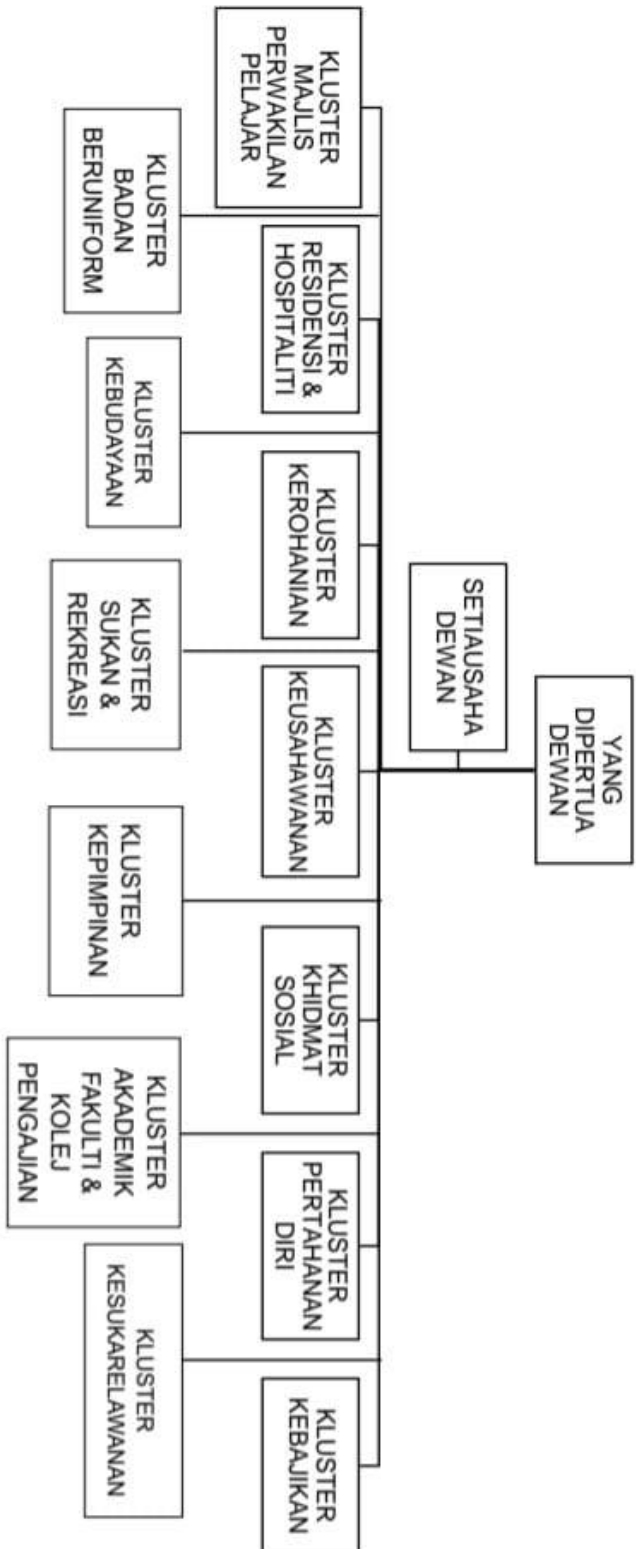 YANG
DIPERTUA
DEWAN
SETIAUSAHA
DEWAN
KLUSTER
MAJLIS
PERWAKILAN
PELAJAR
KLUSTER
RESIDENSI &
HOSPITALITI
KLUSTER
KEROHANIAN
KLUSTER
KEUSAHAWANAN
KLUSTER
KHIDMAT
SOSIAL
KLUSTER
PERTAHANAN
DIRI
KLUSTER
KEBAJIKAN
KLUSTER
BADAN
BERUNIFORM
KLUSTER
KEBUDAYAAN
KLUSTER
SUKAN &
REKREASI
KLUSTER
KEPIMPINAN
KLUSTER
AKADEMIK
FAKULTI &
KOLEJ
PENGAJIAN
KLUSTER
KESUKARELAWANAN